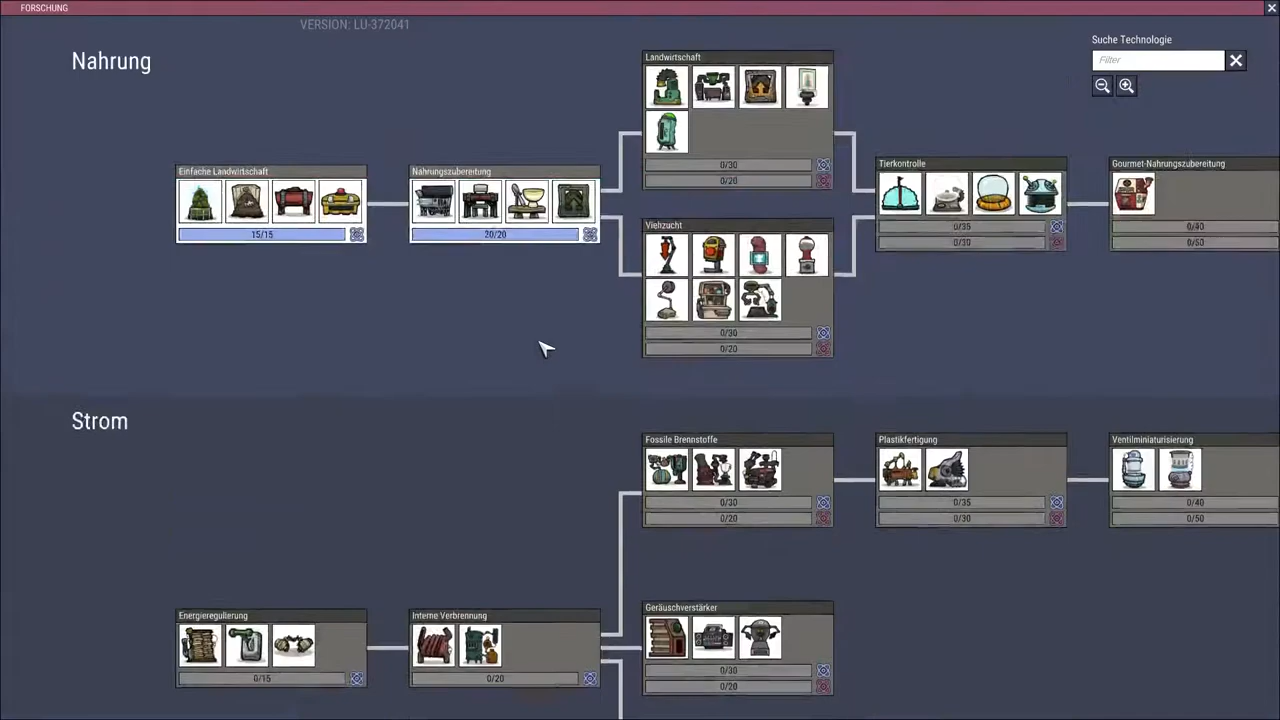 FORSCHUNG
VERSION: LU-372041
Nahrung
Suche Technologie
Filter
Landwirtschaft
0/30
0/20
Einfache Landwirtschaft
15/15
Nahrungszubereitung
20/20
Viehzucht
0/30
0/20
Tierkontrolle
0/35
0/30
Gourmet-Nahrungszubereitung
0/40
0/50
Strom
Fossile Brennstoffe
0/30
0/20
Plastikfertigung
0/35
0/30
Ventilminiaturisierung
0/40
0/50
Energieregulierung
0/15
Interne Verbrennung
0/20
Geräuschverstärker
0/30
0/20